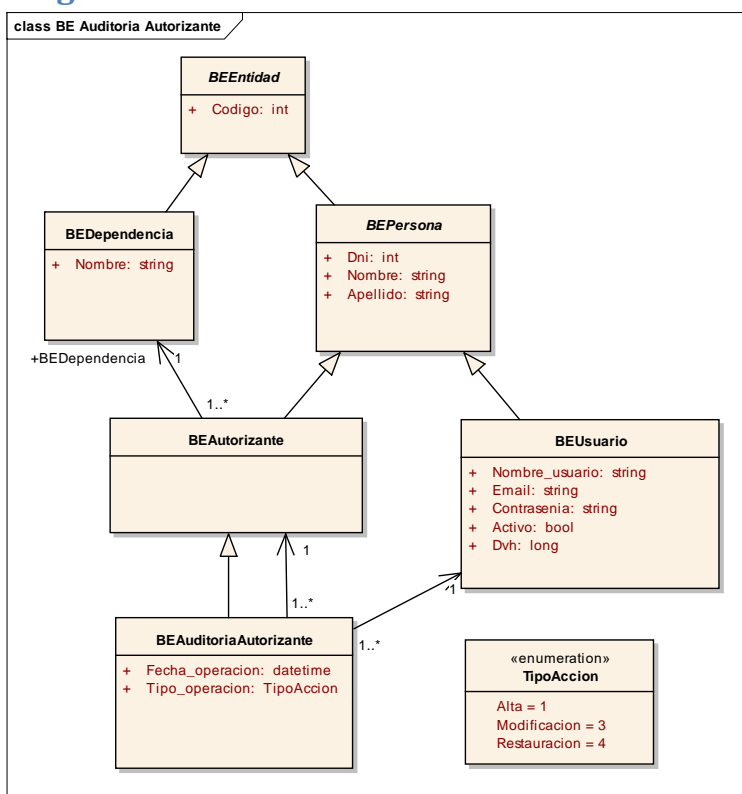 class BE Auditoria Autorizante
BEEntidad
+ Codigo: int
BEDependencia
+ Nombre: string
BEPersona
+ Dni: int
+ Nombre: string
+ Apellido: string
+BEDependencia
1
1..*
BEAutorizante
BEUsuario
+ Nombre_usuario: string
+ Email: string
+ Contrasenia: string
+ Activo: bool
+ Dvh: long
1
1..*
1
1..*
BEAuditoriaAutorizante
+ Fecha_operacion: datetime
+ Tipo_operacion: TipoAccion
«enumeration»
TipoAccion
Alta = 1
Modificacion = 3
Restauracion = 4